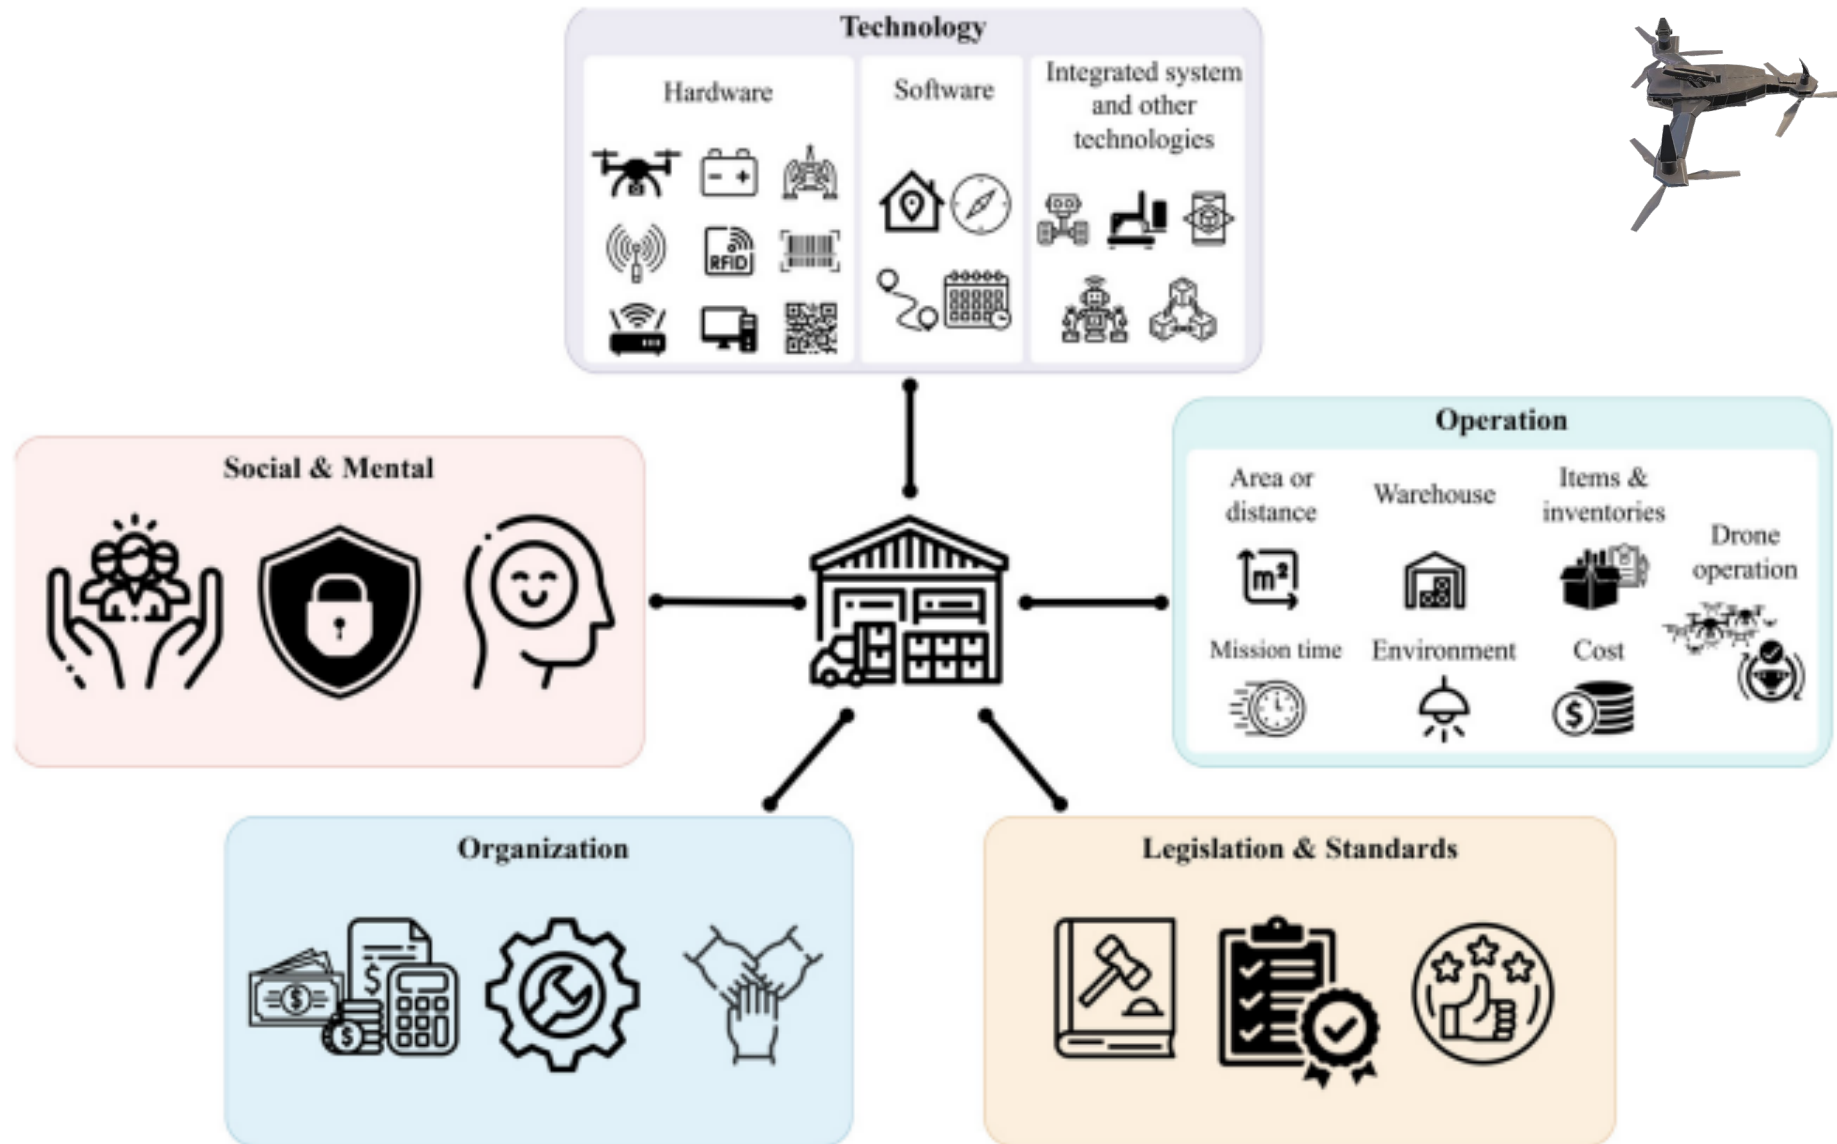 Technology
Hardware
Software
Integrated system
and other
technologies
RFID
Social & Mental
Operation
Area or
distance
Warehouse
Items &
inventories
Drone
operation
m²
Mission time
Environment
Cost
$
Organization
$
$
$
Legislation & Standards